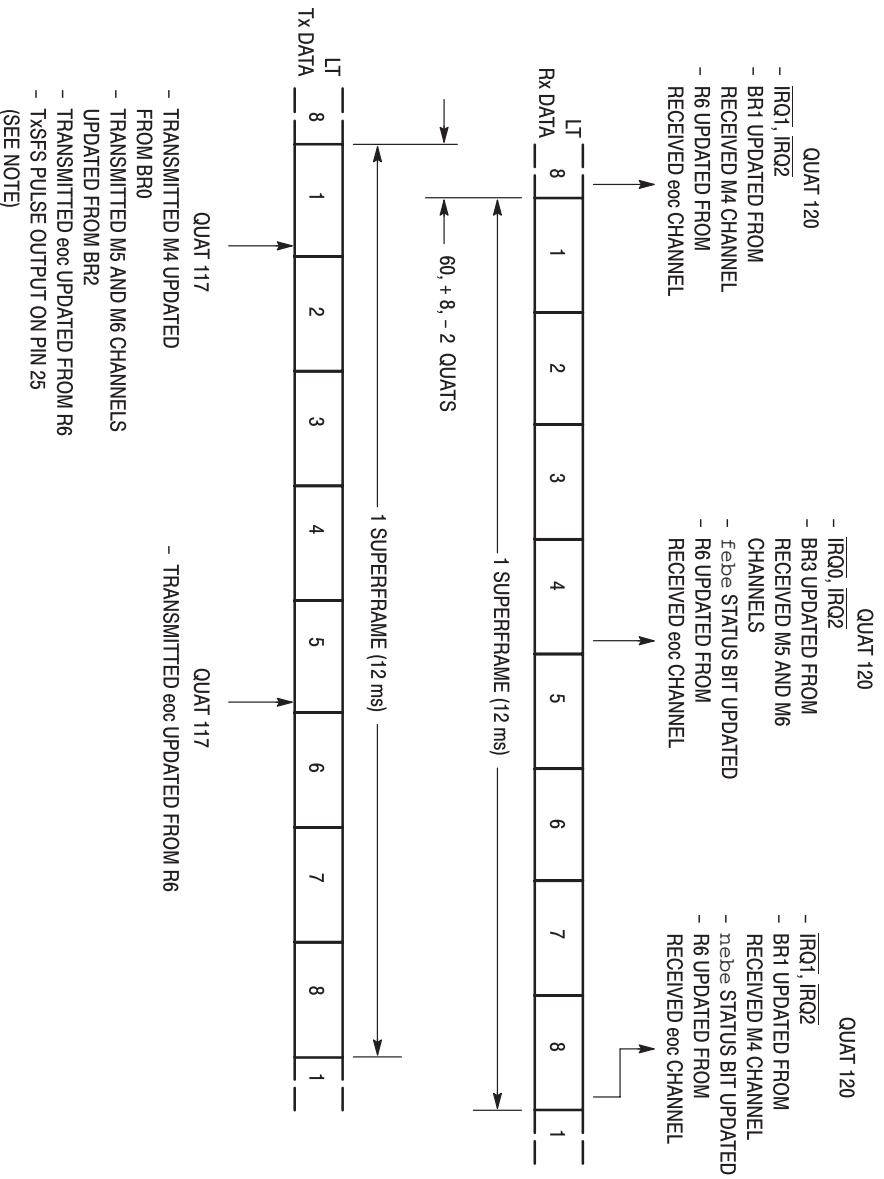 QUAT 120
- IRQ1, IRQ2
- BR1 UPDATED FROM
RECEIVED M4 CHANNEL
- R6 UPDATED FROM
RECEIVED eoc CHANNEL
QUAT 120
- IRQ0, IRQ2
- BR3 UPDATED FROM
RECEIVED M5 AND M6
CHANNELS
- febe STATUS BIT UPDATED
- R6 UPDATED FROM
RECEIVED eoc CHANNEL
QUAT 120
- IRQ1, IRQ2
- BR1 UPDATED FROM
RECEIVED M4 CHANNEL
- nebe STATUS BIT UPDATED
- R6 UPDATED FROM
RECEIVED eoc CHANNEL
LT
Rx DATA
8 1 2 3 4 5 6 7 8 1
1 SUPERFRAME (12 ms)
60, + 8, – 2 QUATS
1 SUPERFRAME (12 ms)
LT
Tx DATA
8 1 2 3 4 5 6 7 8 1
QUAT 117
- TRANSMITTED M4 UPDATED
FROM BR0
- TRANSMITTED M5 AND M6 CHANNELS
UPDATED FROM BR2
- TRANSMITTED eoc UPDATED FROM R6
- TxSFS PULSE OUTPUT ON PIN 25
(SEE NOTE)
QUAT 117
- TRANSMITTED eoc UPDATED FROM R6